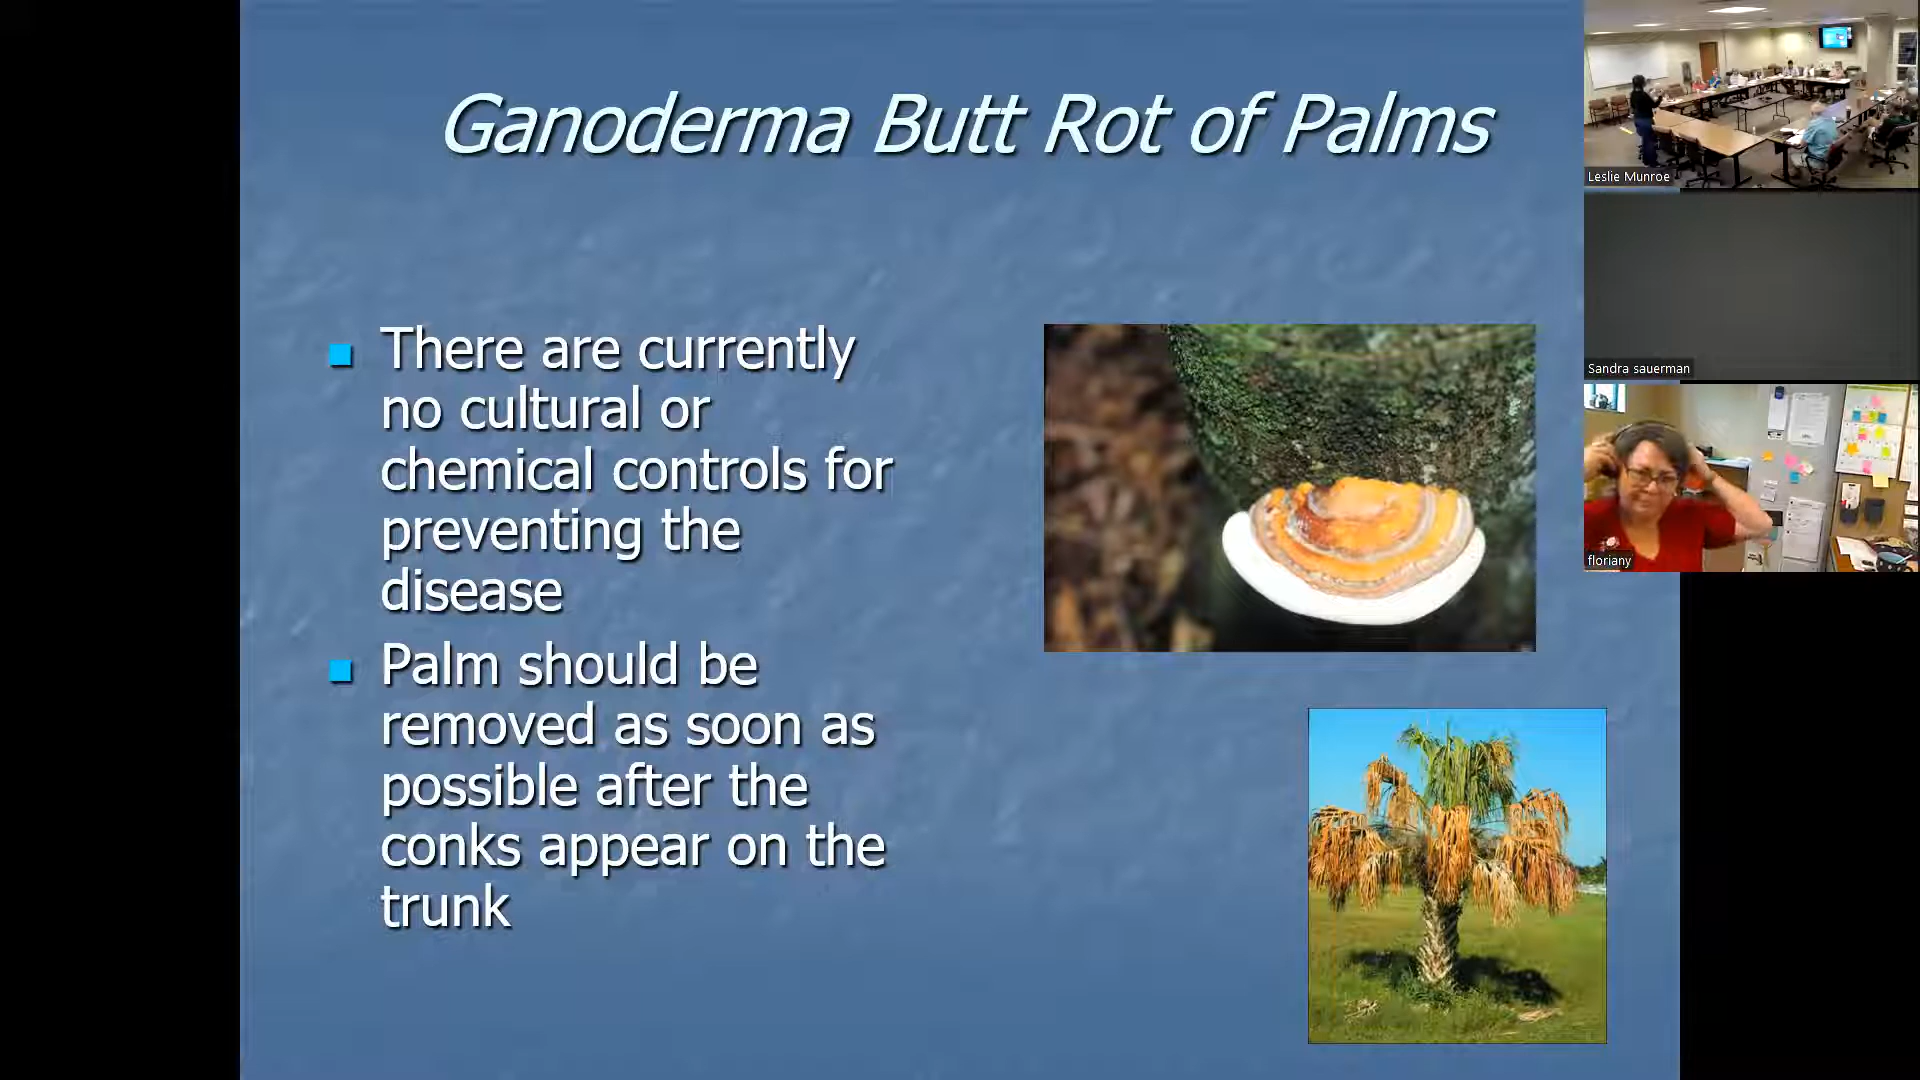 Ganoderma Butt Rot of Palms
There are currently
no cultural or
chemical controls for
preventing the
disease
Palm should be
removed as soon as
possible after the
conks appear on the
trunk
Leslie Munroe
Sandra sauerman
floriany